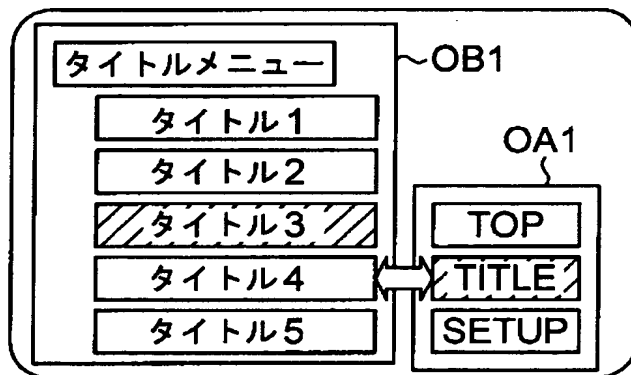 タイトルメニュー
タイトル1
タイトル2
タイトル3
タイトル4
タイトル5
OB1
OA1
TOP
TITLE
SETUP